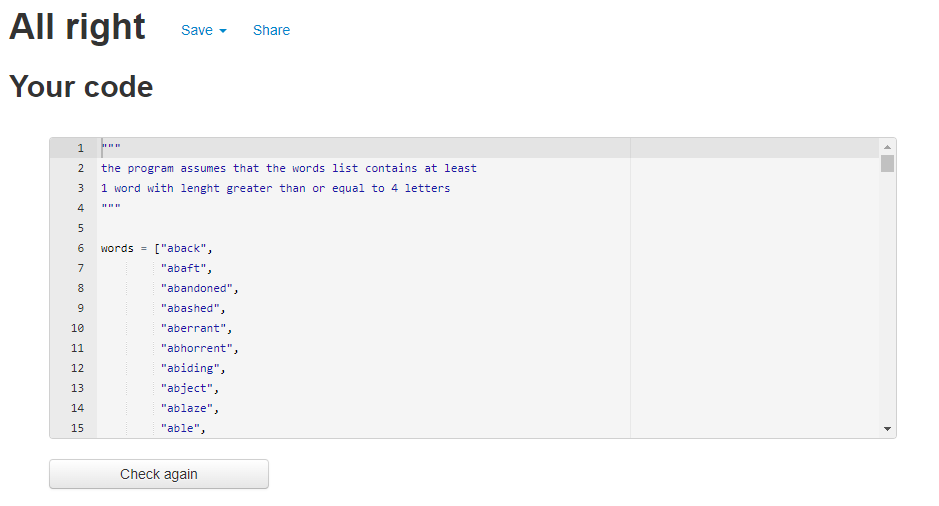 All right Save Share
Your code
1 """
2 the program assumes that the words list contains at least
3 1 word with lenght greater than or equal to 4 letters
4 """
5
6 words = ["aback",
7 "abaft",
8 "abandoned",
9 "abashed",
10 "aberrant",
11 "abhorrent",
12 "abiding",
13 "abject",
14 "ablaze",
15 "able",
Check again